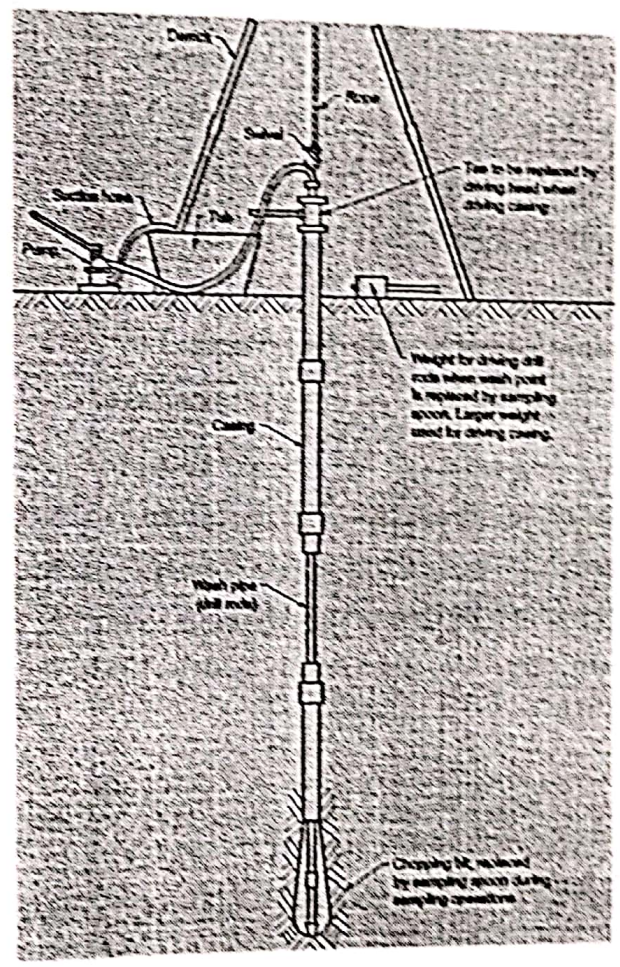 Derrick
Rope
Swivel
Tee to be replaced by
driving head when
driving casing
Suction hose
Tub
Pump
Weight for driving drill
rods when wash point
is replaced by sampling
spoon. Larger weight
used for driving casing.
Casing
Wash pipe
(drill rods)
Chopping bit, replaced
by sampling spoon during
sampling operations